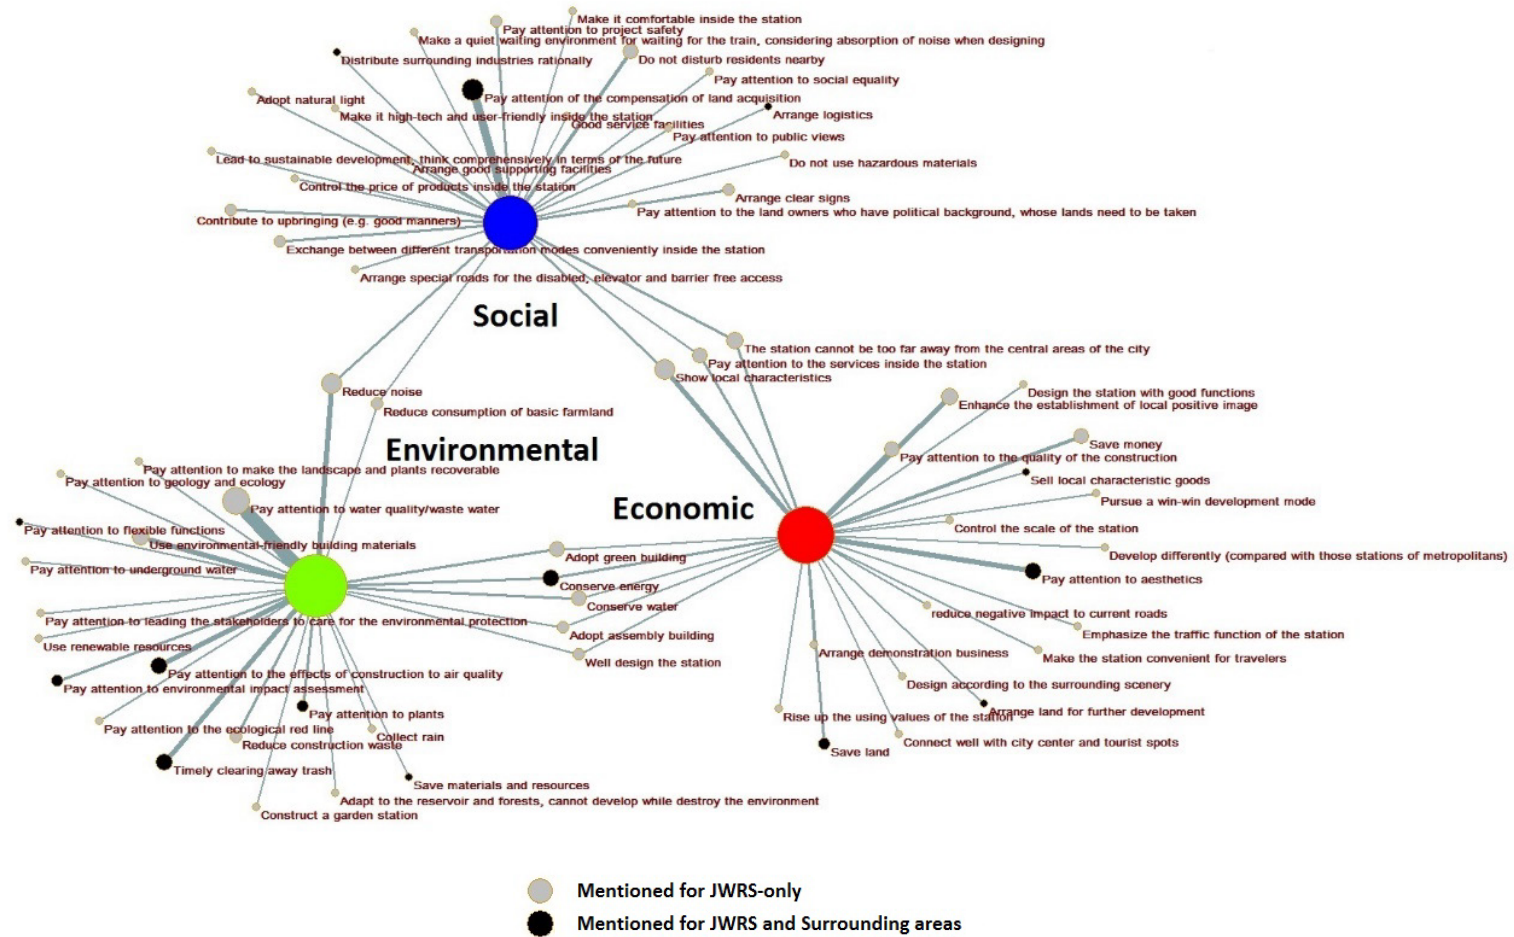 Make it comfortable inside the station
Pay attention to project safety
Make a quiet waiting environment for waiting for the train, considering absorption of noise when designing
Distribute surrounding industries rationally
Do not disturb residents nearby
Pay attention to social equality
Adopt natural light
Pay attention of the compensation of land acquisition
Make it high-tech and user-friendly inside the station
Arrange logistics
Good service facilities
Pay attention to public views
Lead to sustainable development, think comprehensively in terms of the future
Arrange good supporting facilities
Do not use hazardous materials
Control the price of products inside the station
Arrange clear signs
Contribute to upbringing (e.g. good manners)
Pay attention to the land owners who have political background, whose lands need to be taken
Exchange between different transportation modes conveniently inside the station
Arrange special roads for the disabled, elevator and barrier free access
Social
The station cannot be too far away from the central areas of the city
Pay attention to the services inside the station
Show local characteristics
Reduce noise
Reduce consumption of basic farmland
Design the station with good functions
Enhance the establishment of local positive image
Environmental
Save money
Pay attention to the quality of the construction
Pay attention to make the landscape and plants recoverable
Pay attention to geology and ecology
Sell local characteristic goods
Pursue a win-win development mode
Economic
Pay attention to water quality/waste water
Pay attention to flexible functions
Control the scale of the station
Use environmental-friendly building materials
Adopt green building
Develop differently (compared with those stations of metropolitans)
Pay attention to underground water
Conserve energy
Pay attention to aesthetics
Conserve water
reduce negative impact to current roads
Pay attention to leading the stakeholders to care for the environmental protection
Adopt assembly building
Emphasize the traffic function of the station
Use renewable resources
Arrange demonstration business
Make the station convenient for travelers
Well design the station
Pay attention to the effects of construction to air quality
Pay attention to environmental impact assessment
Design according to the surrounding scenery
Pay attention to plants
Rise up the using values of the station
Arrange land for further development
Pay attention to the ecological red line
Collect rain
Reduce construction waste
Connect well with city center and tourist spots
Save land
Timely clearing away trash
Save materials and resources
Adapt to the reservoir and forests, cannot develop while destroy the environment
Construct a garden station
Mentioned for JWRS-only
Mentioned for JWRS and Surrounding areas